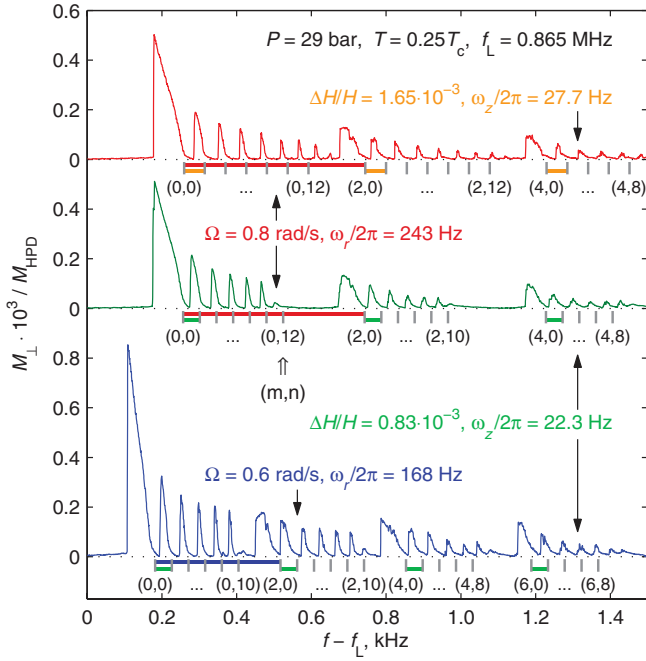 0.6
P = 29 bar, T = 0.25T_c, f_L = 0.865 MHz
0.4
ΔH/H = 1.65·10⁻³, ω_z/2π = 27.7 Hz
0.2
0
(0,0) ... (0,12) (2,0) ... (2,12) (4,0) ... (4,8)
0.4
Ω = 0.8 rad/s, ω_r/2π = 243 Hz
0.2
0
(0,0) ... (0,12) (2,0) ... (2,10) (4,0) ... (4,8)
⇑
(m,n)
M_⊥ · 10³ / M_HPD
0.8
ΔH/H = 0.83·10⁻³, ω_z/2π = 22.3 Hz
0.6
Ω = 0.6 rad/s, ω_r/2π = 168 Hz
0.4
0.2
0
(0,0) ... (0,10) (2,0) ... (2,10) (4,0) ... (4,8) (6,0) ... (6,8)
0 0.2 0.4 0.6 0.8 1.0 1.2 1.4
f – f_L, kHz